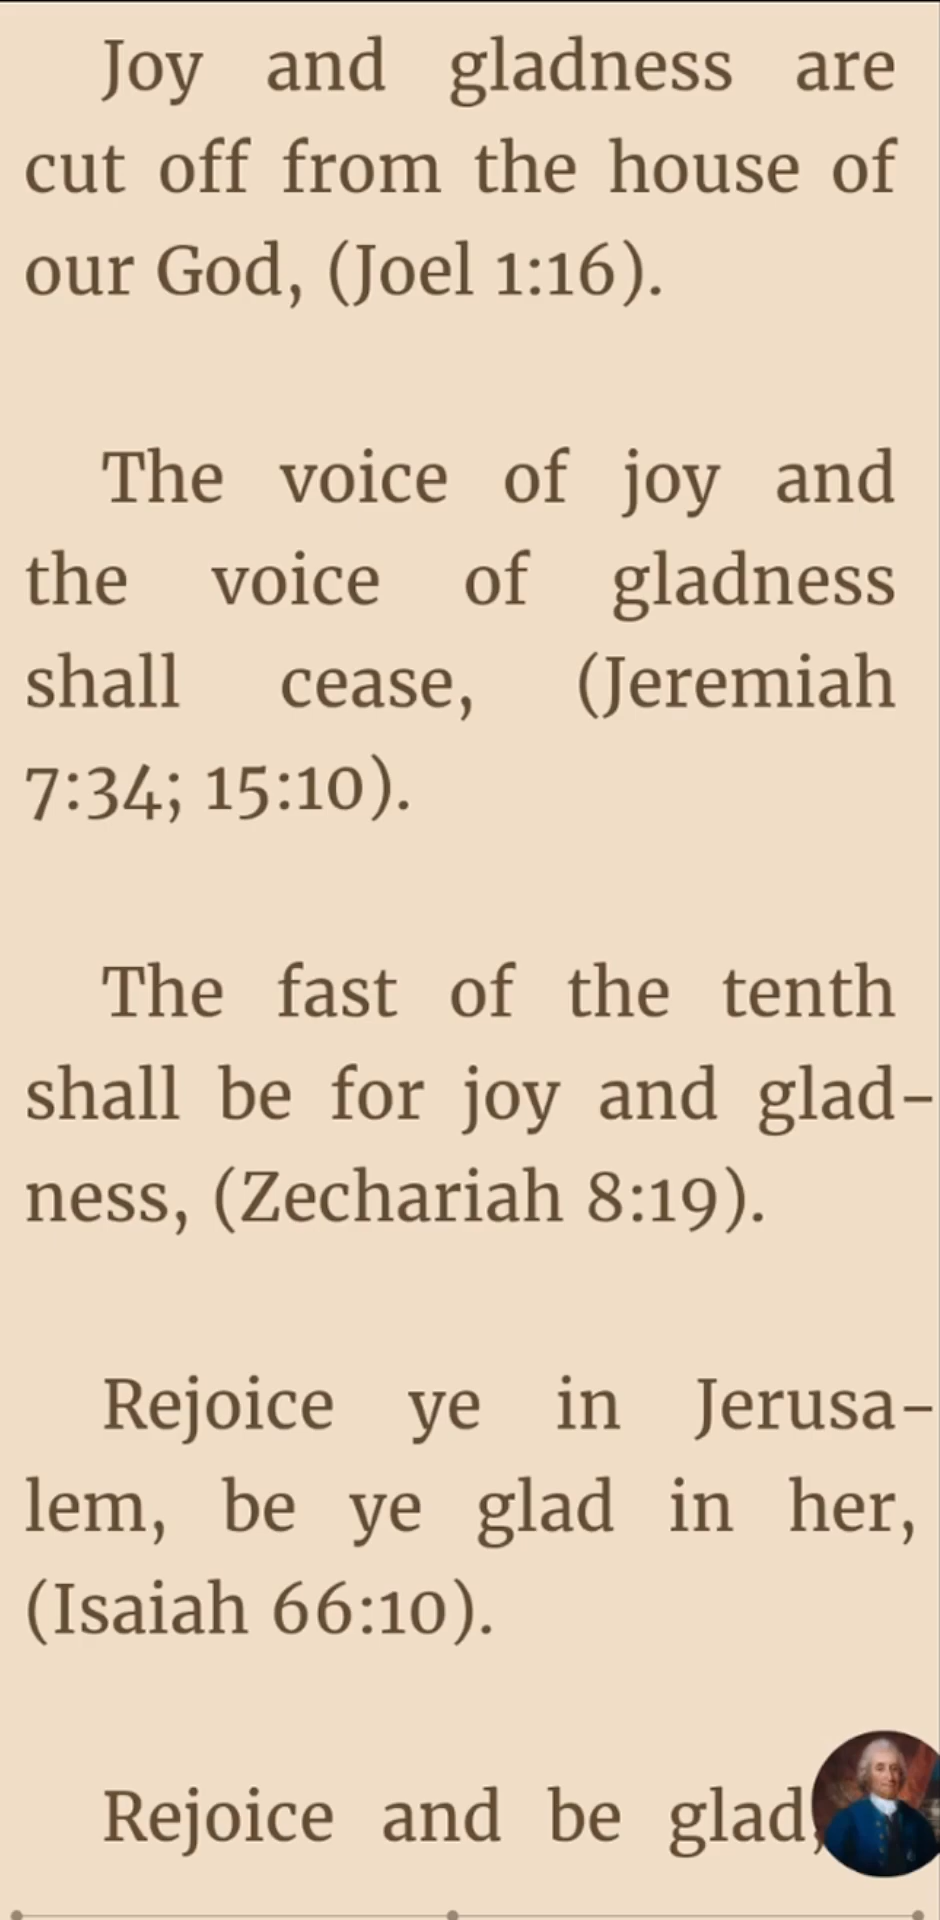 Joy and gladness are
cut off from the house of
our God, (Joel 1:16).
The voice of joy and
the voice of gladness
shall cease, (Jeremiah
7:34; 15:10).
The fast of the tenth
shall be for joy and glad-
ness, (Zechariah 8:19).
Rejoice ye in Jerusa-
lem, be ye glad in her,
(Isaiah 66:10).
Rejoice and be glad,